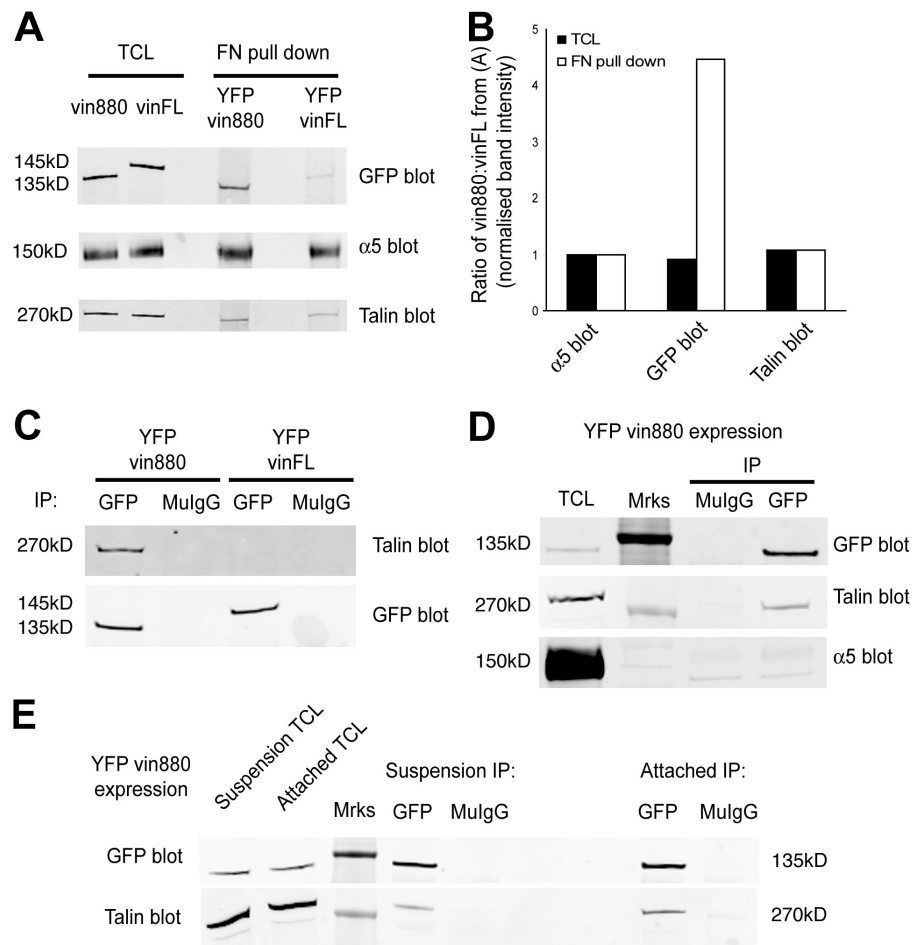 A
TCL
FN pull down
vin880 vinFL
YFP
vin880
YFP
vinFL
145kD
135kD
GFP blot
150kD
α5 blot
270kD
Talin blot
B
Ratio of vin880:vinFL from (A)
(normalised band intensity)
5
4
3
2
1
0
TCL
FN pull down
α5 blot
GFP blot
Talin blot
C
YFP
vin880
YFP
vinFL
IP:
GFP
MuIgG
GFP
MuIgG
270kD
Talin blot
145kD
135kD
GFP blot
D
YFP vin880 expression
IP
TCL
Mrks
MuIgG
GFP
135kD
GFP blot
270kD
Talin blot
150kD
α5 blot
E
YFP vin880
expression
Suspension TCL
Attached TCL
Mrks
Suspension IP:
GFP
MuIgG
Attached IP:
GFP
MuIgG
GFP blot
135kD
Talin blot
270kD